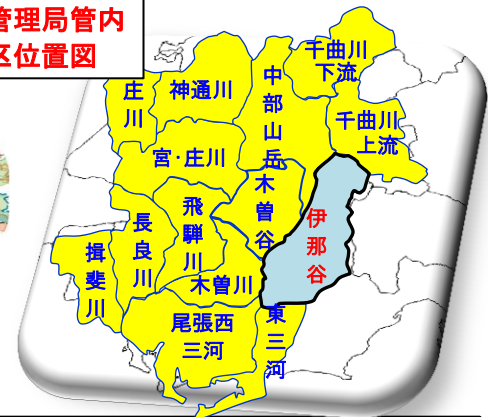 管理局管内
区位置図
千曲川
下流
中部山岳
神通川
庄川
千曲川
上流
宮・庄川
木曽谷
飛騨川
伊那谷
長良川
揖斐川
木曽川
尾張西
三河
東三河